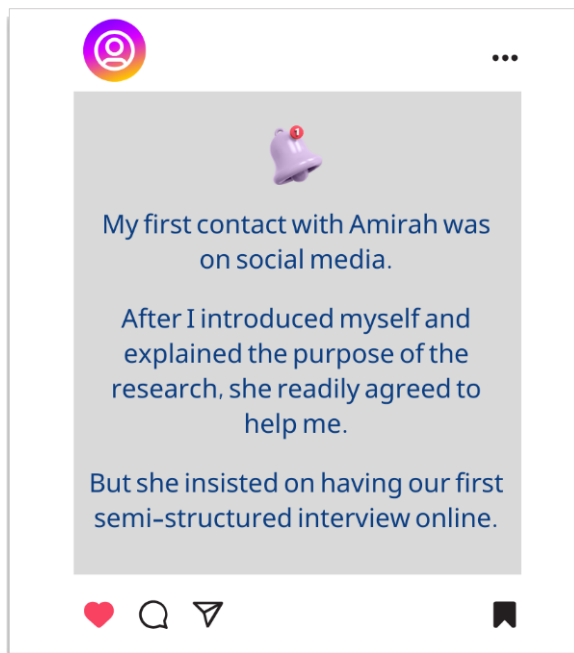 1
My first contact with Amirah was
on social media.
After I introduced myself and
explained the purpose of the
research, she readily agreed to
help me.
But she insisted on having our first
semi-structured interview online.